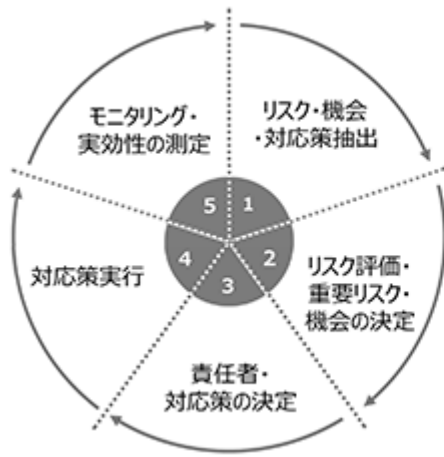 リスク・機会
・対応策抽出
リスク評価・
重要リスク・
機会の決定
責任者・
対応策の決定
対応策実行
モニタリング・
実効性の測定
1
2
3
4
5